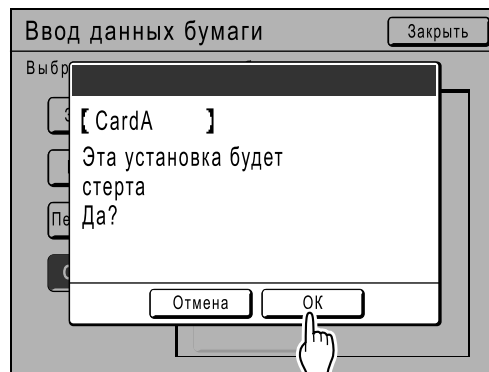 Ввод данных бумаги
Закрыть
【CardA 】
Эта установка будет
стерта
Да?
Отмена
OK